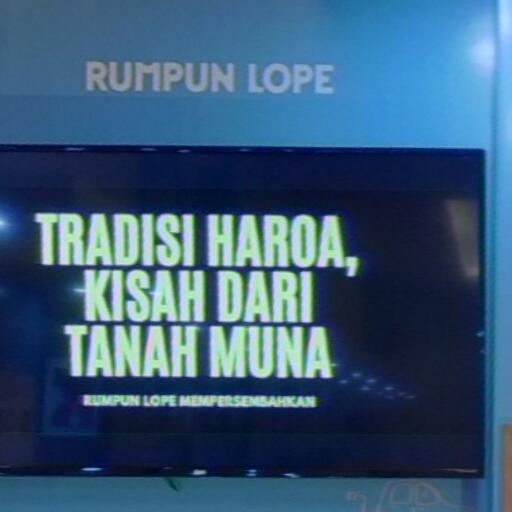 RUMPUN LOPE
TRADISI HAROA,
KISAH DARI
TANAH MUNA
RUMPUN LOPE MEMPERSEMBAHKAN